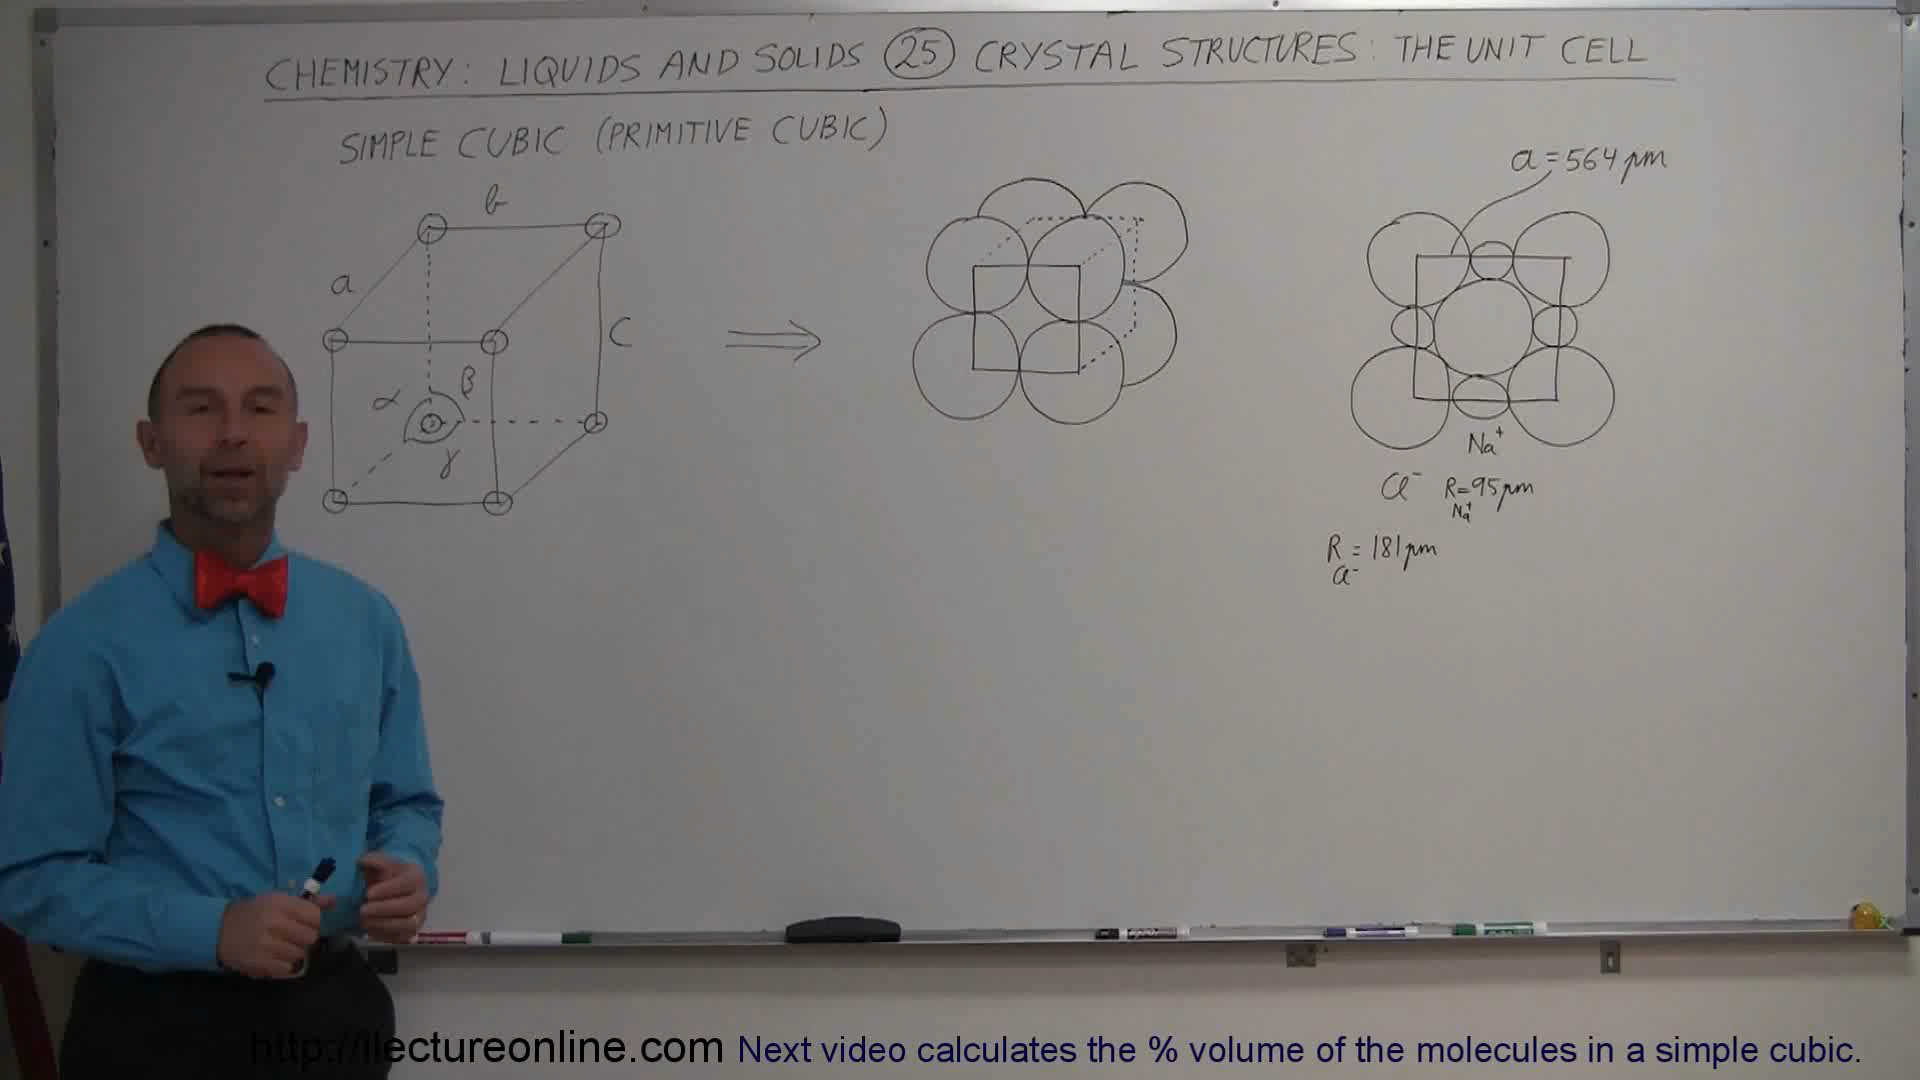 CHEMISTRY: LIQUIDS AND SOLIDS 25 CRYSTAL STRUCTURES: THE UNIT CELL
SIMPLE CUBIC (PRIMITIVE CUBIC)
a = 564 pm
b
a
C
α
β
γ
Na⁺
Cl⁻ R = 95 pm
Na⁺
R = 181 pm
Cl⁻
http://ilectureonline.com Next video calculates the % volume of the molecules in a simple cubic.